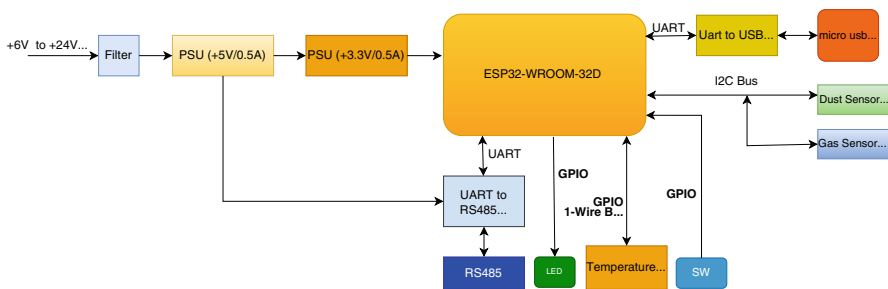 UART
+6V  to +24V...
Filter
PSU (+5V/0.5A)
PSU (+3.3V/0.5A)
ESP32-WROOM-32D
Uart to USB...
micro usb...
I2C Bus
Dust Sensor...
Gas Sensor...
UART
GPIO
GPIO
1-Wire B...
GPIO
UART to
RS485...
RS485
LED
Temperature...
SW